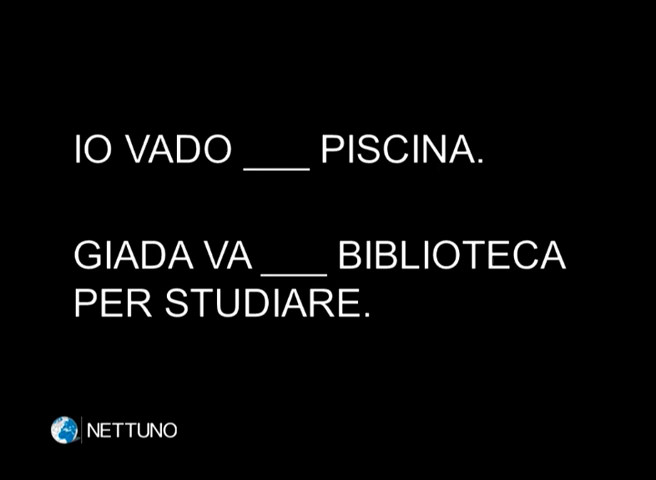 IO VADO ___ PISCINA.
GIADA VA ___ BIBLIOTECA
PER STUDIARE.
NETTUNO